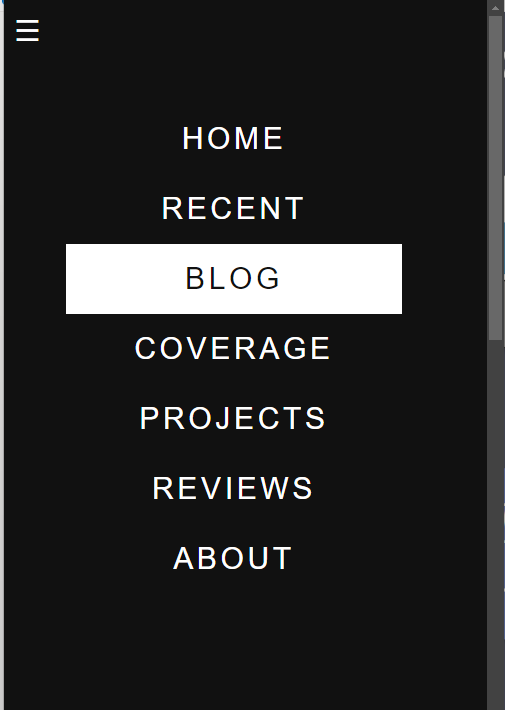 HOME
RECENT
BLOG
COVERAGE
PROJECTS
REVIEWS
ABOUT